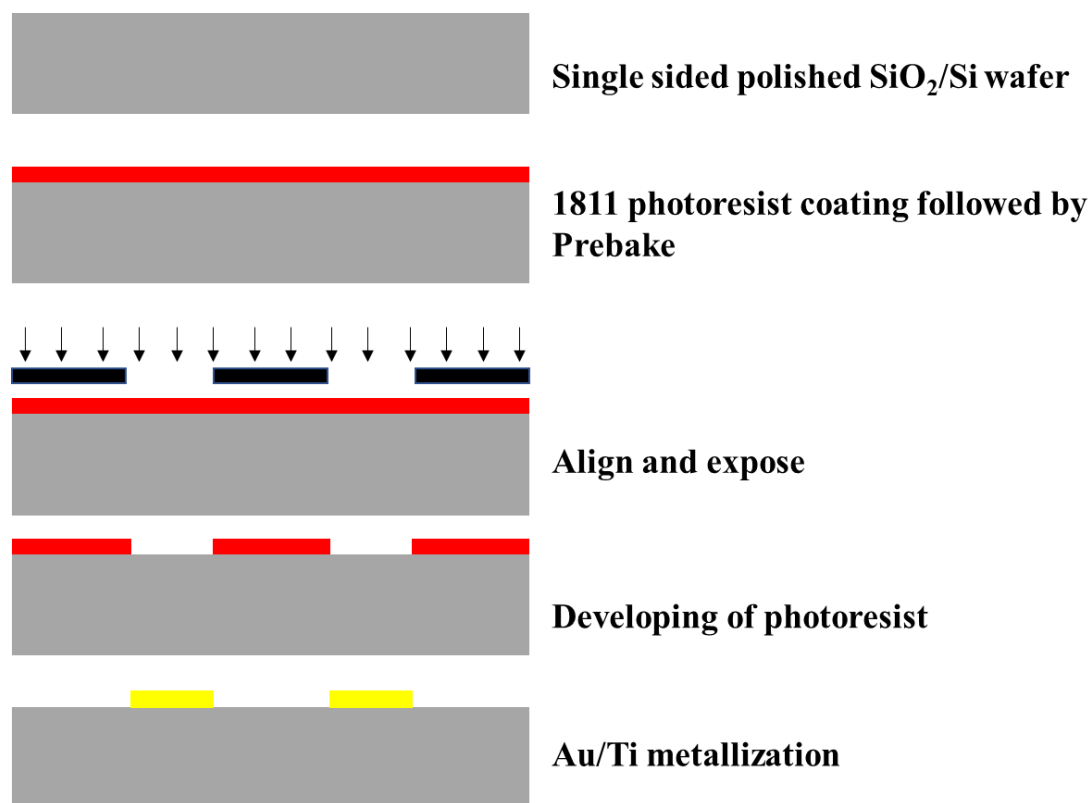 Single sided polished SiO₂/Si wafer
1811 photoresist coating followed by
Prebake
Align and expose
Developing of photoresist
Au/Ti metallization